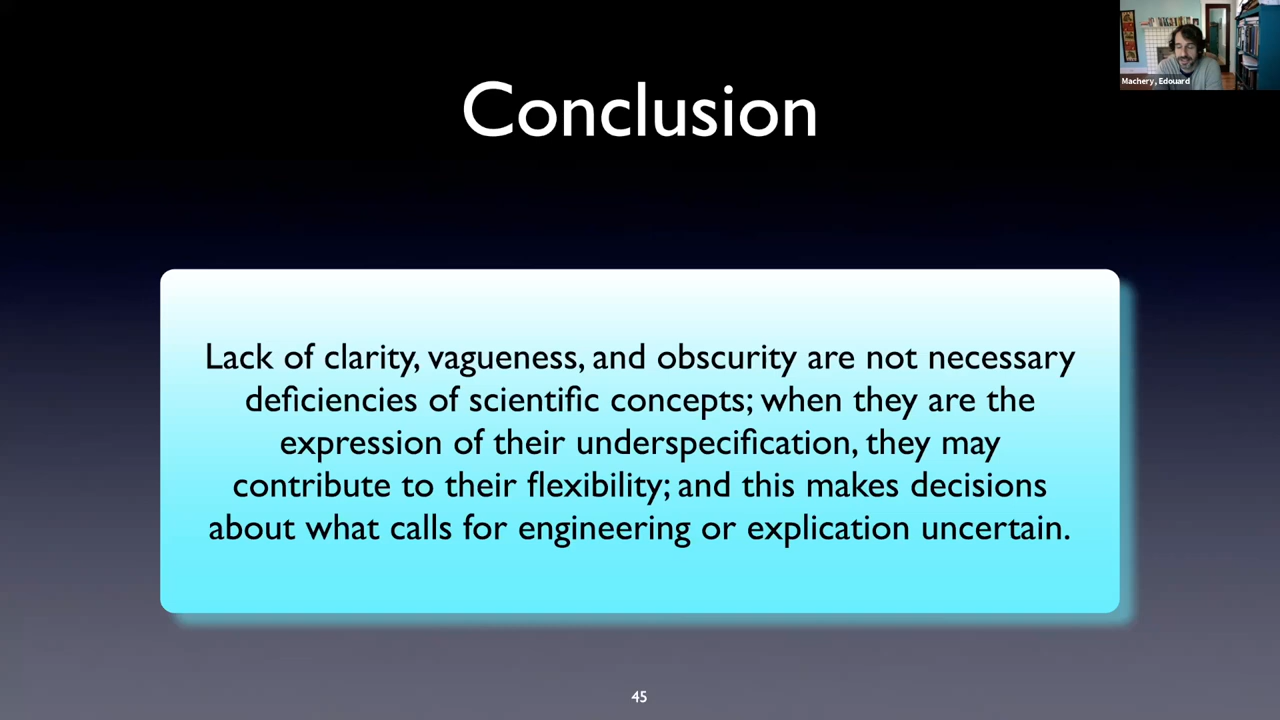 Machery, Edouard
Conclusion
Lack of clarity, vagueness, and obscurity are not necessary
deficiencies of scientific concepts; when they are the
expression of their underspecification, they may
contribute to their flexibility; and this makes decisions
about what calls for engineering or explication uncertain.
45